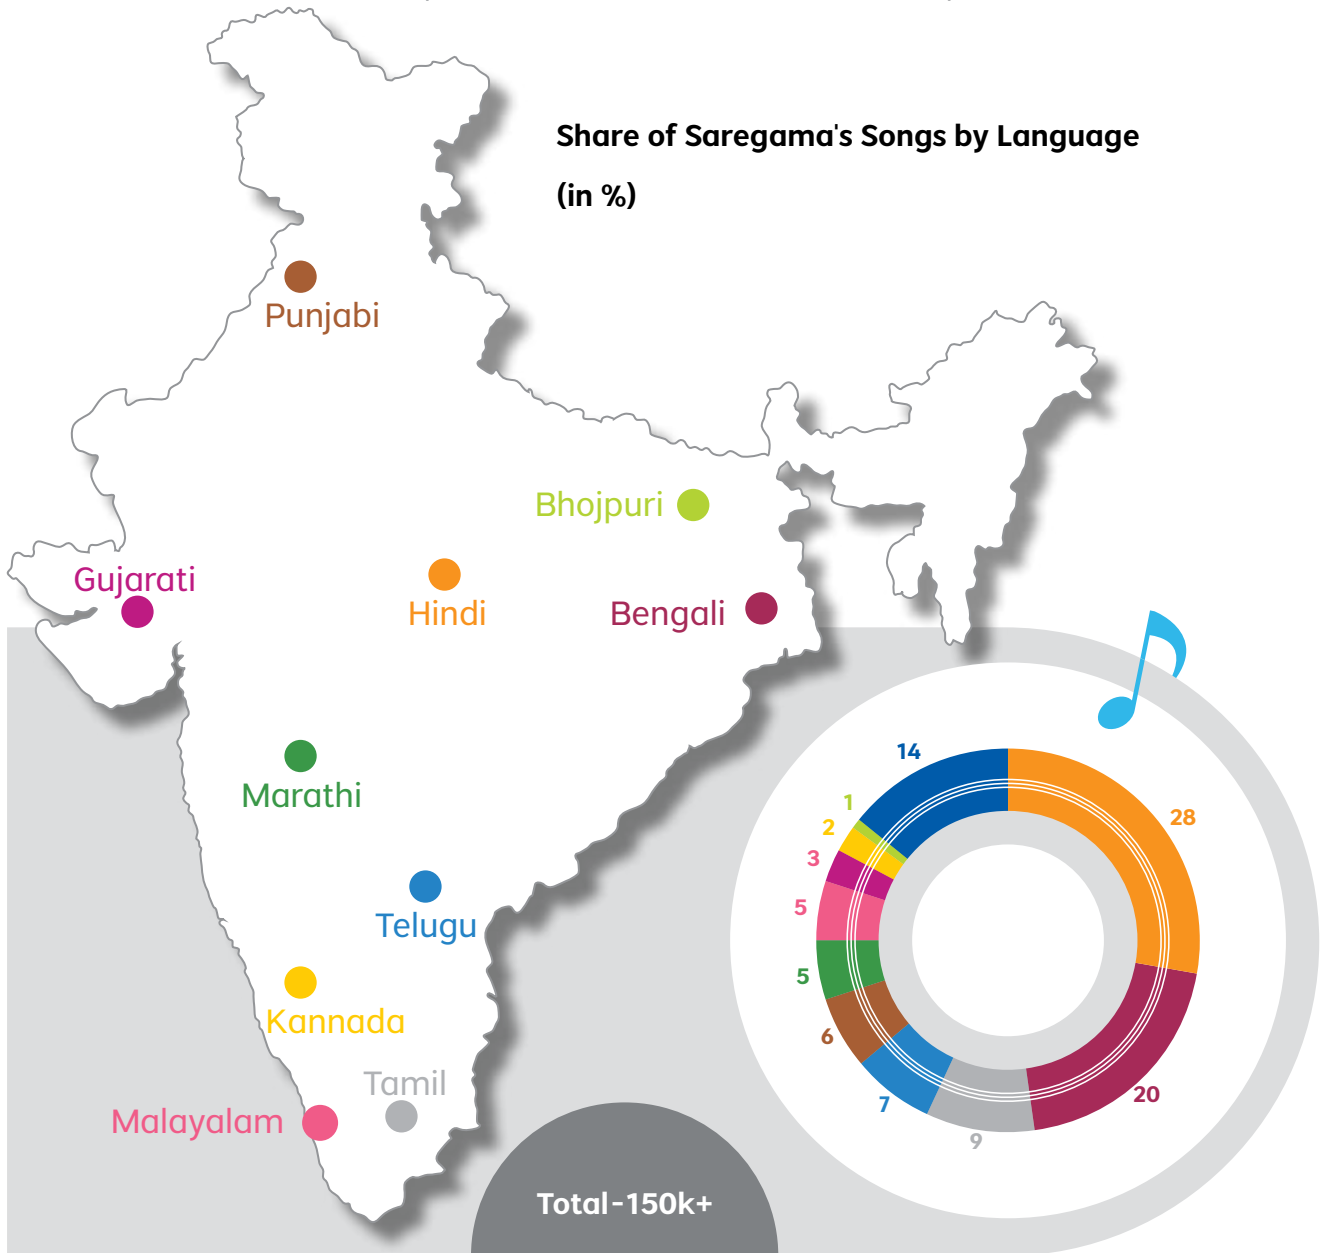 Share of Saregama's Songs by Language
(in %)
Punjabi
Bhojpuri
Gujarati
Hindi
Bengali
Marathi
Telugu
Kannada
Tamil
Malayalam
14
28
1
2
3
5
5
6
7
9
20
Total-150k+